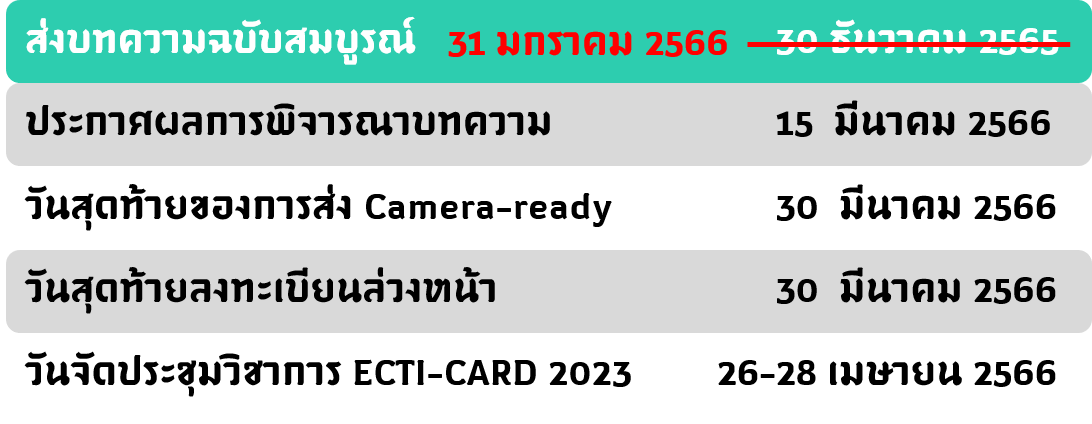 ส่งบทความฉบับสมบูรณ์ 31 มกราคม 2566 30 ธันวาคม 2565
ประกาศผลการพิจารณาบทความ 15 มีนาคม 2566
วันสุดท้ายของการส่ง Camera-ready 30 มีนาคม 2566
วันสุดท้ายลงทะเบียนล่วงหน้า 30 มีนาคม 2566
วันจัดประชุมวิชาการ ECTI-CARD 2023 26-28 เมษายน 2566